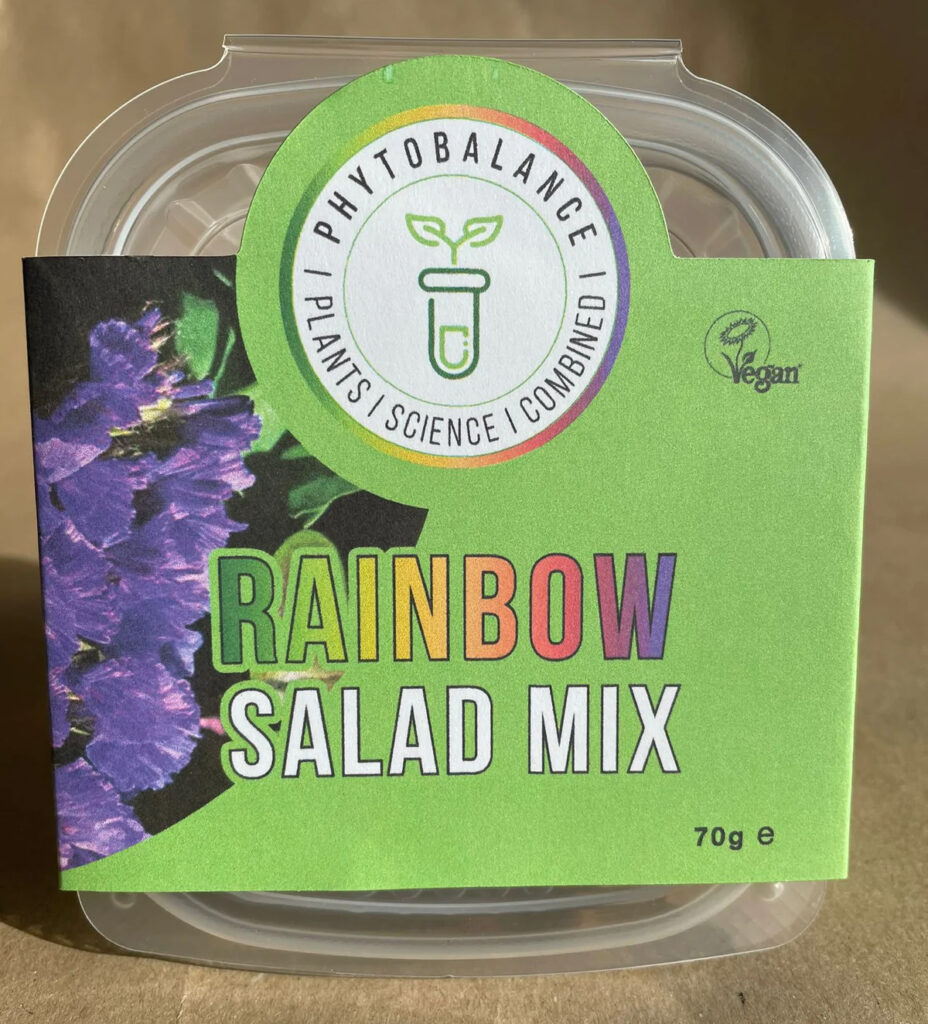 PHYTOBALANCE
| PLANTS | SCIENCE | COMBINED |
Vegan
RAINBOW
SALAD MIX
70g ℮